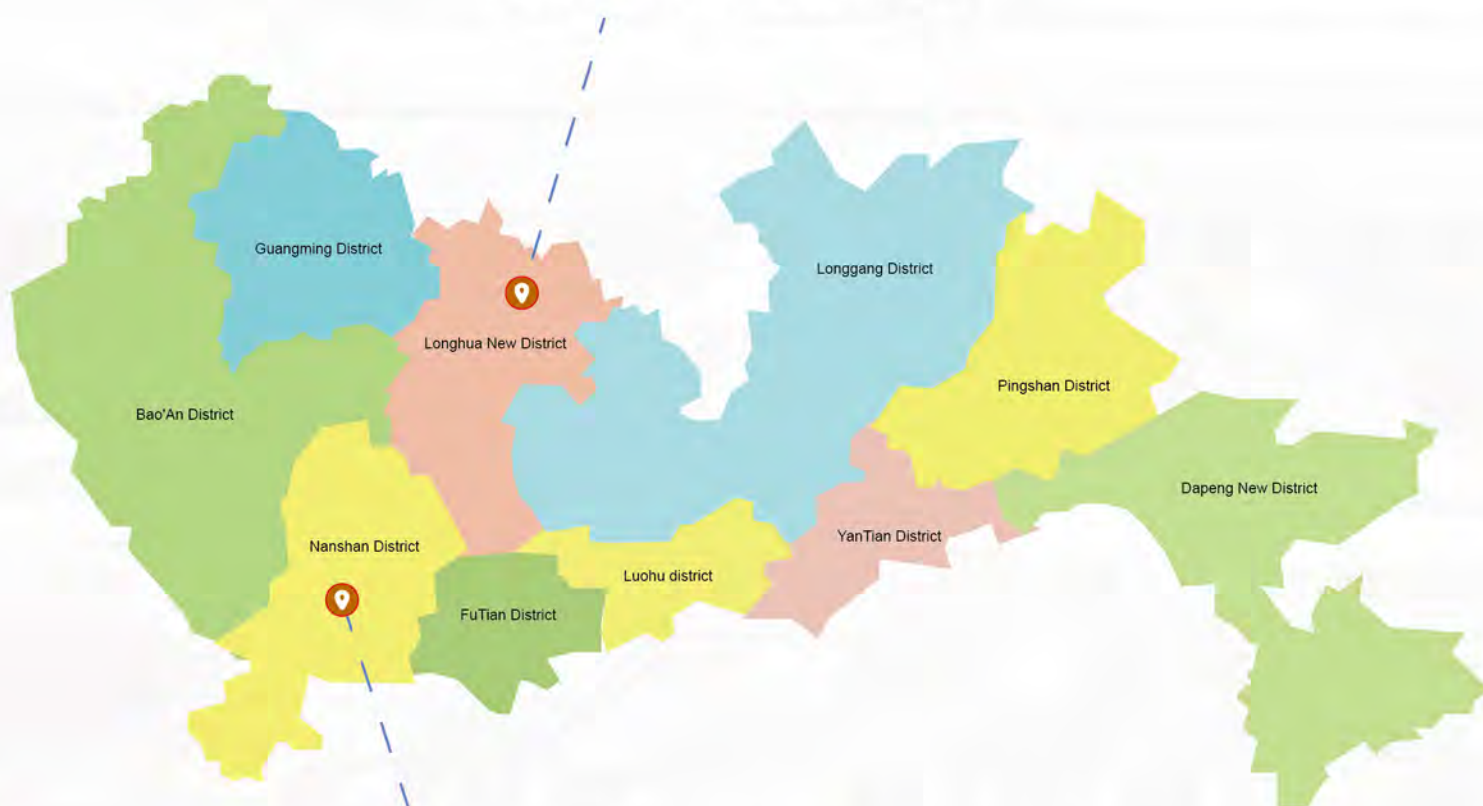 Guangming District
Longgang District
Longhua New District
Pingshan District
Bao'An District
Dapeng New District
YanTian District
Nanshan District
Luohu district
FuTian District